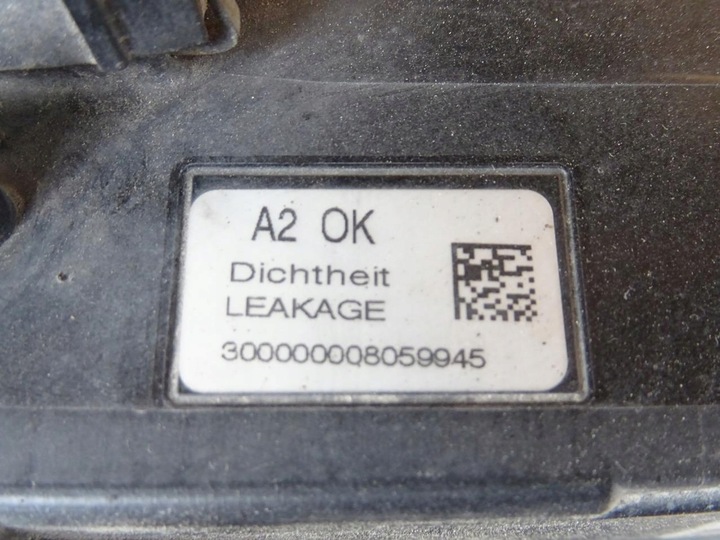 A2 OK
Dichtheit
LEAKAGE
300000008059945